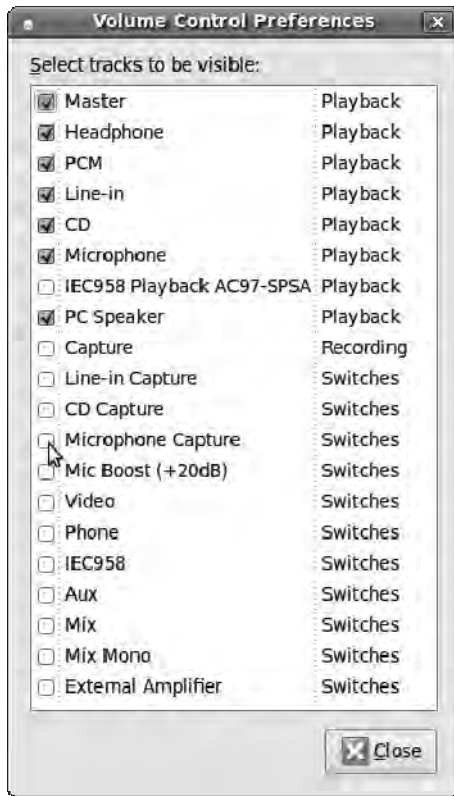 Volume Control Preferences
Select tracks to be visible:
Master Playback
Headphone Playback
PCM Playback
Line-in Playback
CD Playback
Microphone Playback
IEC958 Playback AC97-SPSA Playback
PC Speaker Playback
Capture Recording
Line-in Capture Switches
CD Capture Switches
Microphone Capture Switches
Mic Boost (+20dB) Switches
Video Switches
Phone Switches
IEC958 Switches
Aux Switches
Mix Switches
Mix Mono Switches
External Amplifier Switches
Close